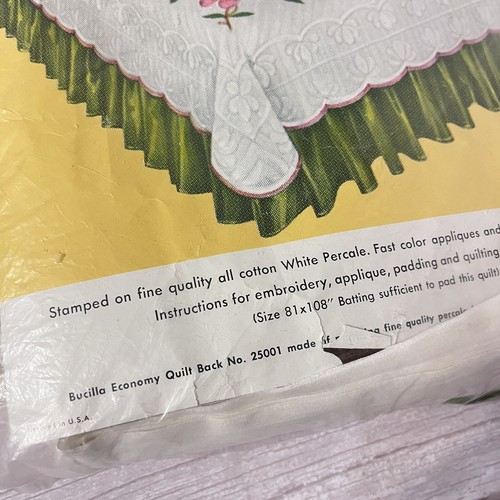 Stamped on fine quality all cotton White Percale. Fast color appliques and
Instructions for embroidery, applique, padding and quilting
(Size 81x108" Batting sufficient to pad this quilt)
Bucilla Economy Quilt Back No. 25001 made fine quality percale
in U.S.A.